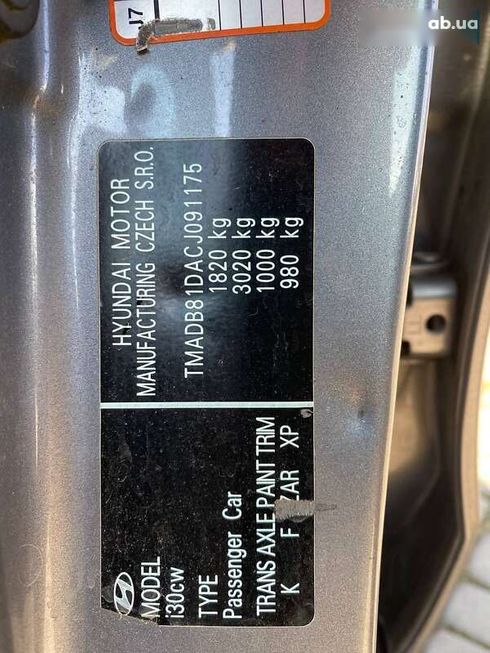 ab.ua
J7
HYUNDAI MOTOR
MANUFACTURING CZECH S.R.O.
TMADB81DACJ091175
1820 kg
3020 kg
1000 kg
980 kg
MODEL
i30cw
TYPE
Passenger Car
TRANS AXLE PAINT TRIM
K F ZAR XP